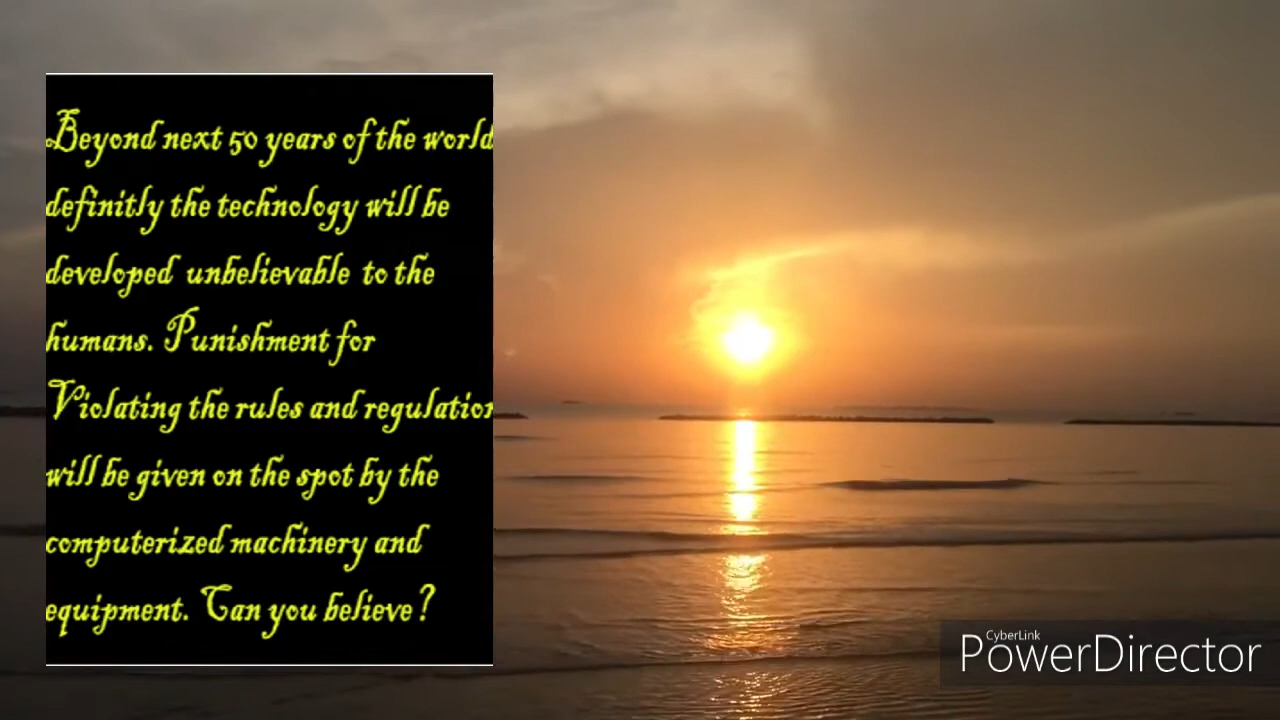 Beyond next 50 years of the world
definitly the technology will be
developed unbelievable to the
humans. Punishment for
Violating the rules and regulation
will be given on the spot by the
computerized machinery and
equipment. Can you believe?
CyberLink
PowerDirector